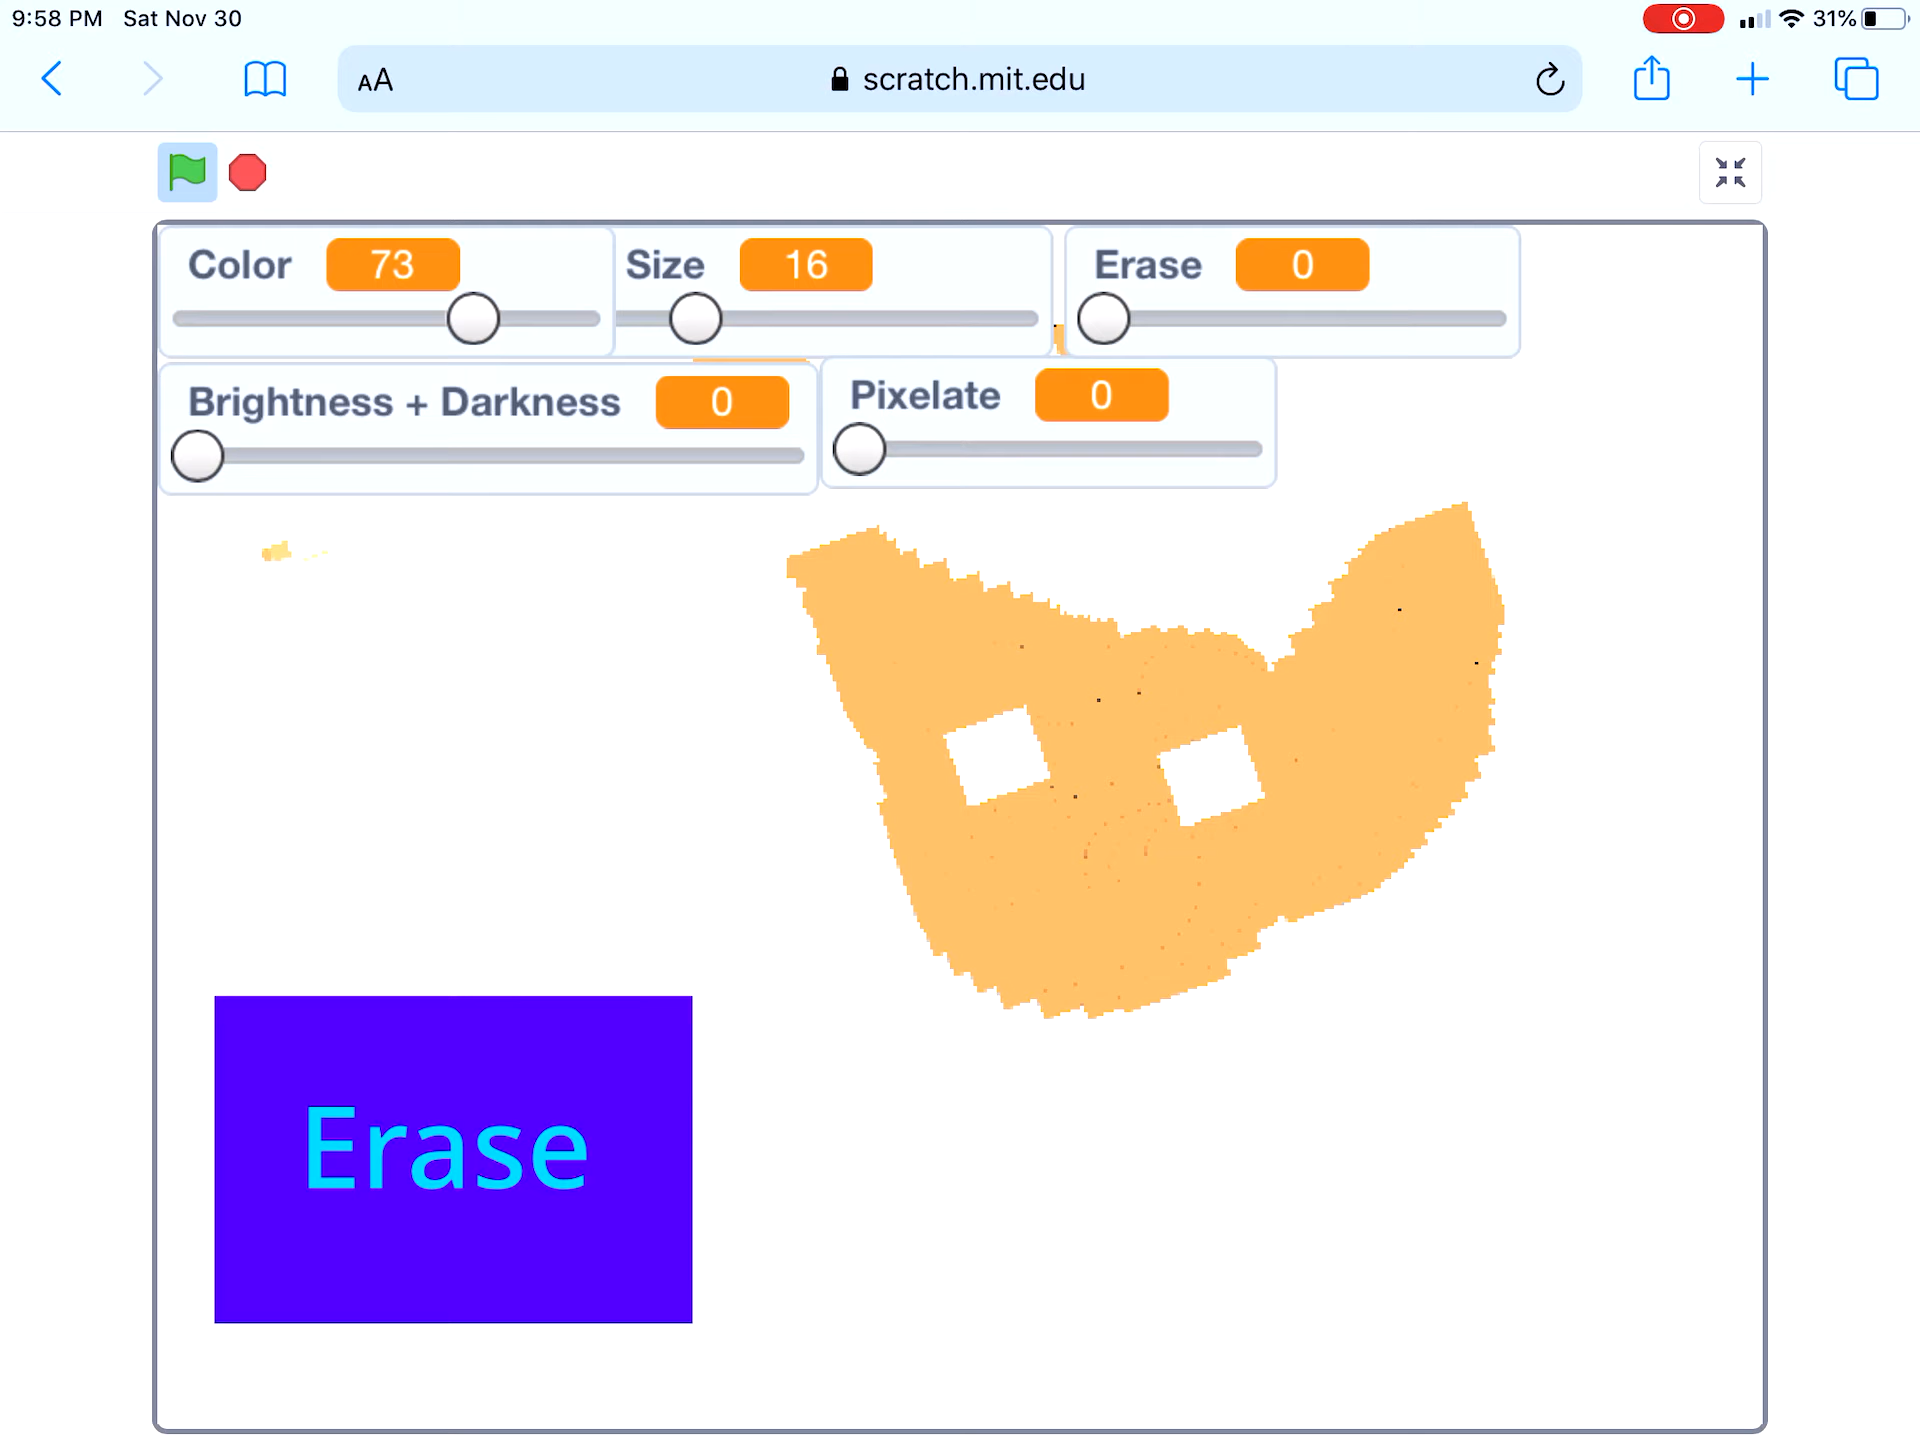 9:58 PM Sat Nov 30 31%
AA scratch.mit.edu
Color 73 Size 16 Erase 0
Brightness + Darkness 0 Pixelate 0
Erase